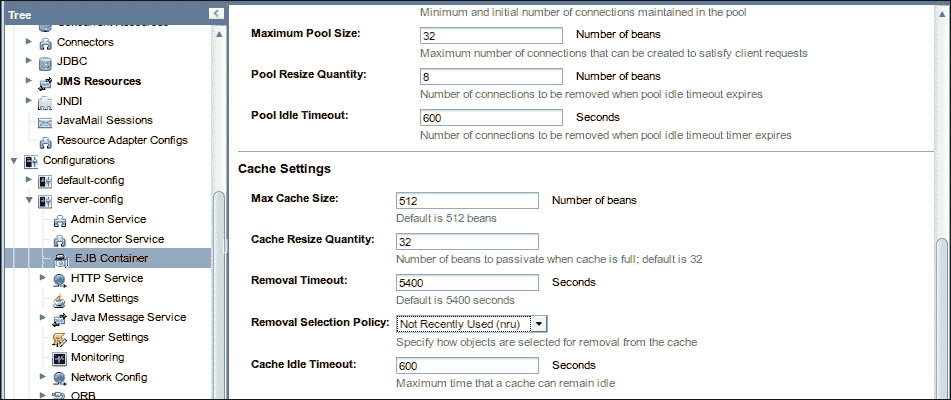 Tree
Concurrent Resources
Connectors
JDBC
JMS Resources
JNDI
JavaMail Sessions
Resource Adapter Configs
Configurations
default-config
server-config
Admin Service
Connector Service
EJB Container
HTTP Service
JVM Settings
Java Message Service
Logger Settings
Monitoring
Network Config
ORB
Minimum and initial number of connections maintained in the pool
Maximum Pool Size: 32 Number of beans
Maximum number of connections that can be created to satisfy client requests
Pool Resize Quantity: 8 Number of beans
Number of connections to be removed when pool idle timeout expires
Pool Idle Timeout: 600 Seconds
Number of connections to be removed when pool idle timeout timer expires
Cache Settings
Max Cache Size: 512 Number of beans
Default is 512 beans
Cache Resize Quantity: 32
Number of beans to passivate when cache is full; default is 32
Removal Timeout: 5400 Seconds
Default is 5400 seconds
Removal Selection Policy: Not Recently Used (nru)
Specify how objects are selected for removal from the cache
Cache Idle Timeout: 600 Seconds
Maximum time that a cache can remain idle